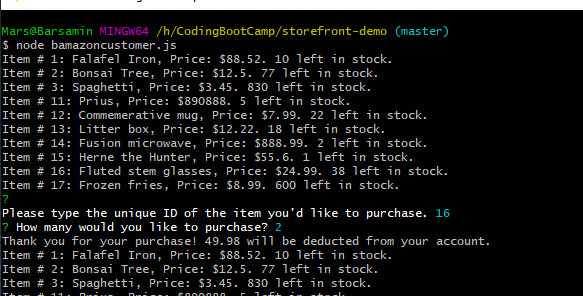 Mars@Barsamin MINGW64 /h/CodingBootCamp/storefront-demo (master)
$ node bamazoncustomer.js
Item # 1: Falafel Iron, Price: $88.52. 10 left in stock.
Item # 2: Bonsai Tree, Price: $12.5. 77 left in stock.
Item # 3: Spaghetti, Price: $3.45. 830 left in stock.
Item # 11: Prius, Price: $890888. 5 left in stock.
Item # 12: Commemerative mug, Price: $7.99. 22 left in stock.
Item # 13: Litter box, Price: $12.22. 18 left in stock.
Item # 14: Fusion microwave, Price: $888.99. 2 left in stock.
Item # 15: Herne the Hunter, Price: $55.6. 1 left in stock.
Item # 16: Fluted stem glasses, Price: $24.99. 38 left in stock.
Item # 17: Frozen fries, Price: $8.99. 600 left in stock.
?
Please type the unique ID of the item you'd like to purchase. 16
? How many would you like to purchase? 2
Thank you for your purchase! 49.98 will be deducted from your account.
Item # 1: Falafel Iron, Price: $88.52. 10 left in stock.
Item # 2: Bonsai Tree, Price: $12.5. 77 left in stock.
Item # 3: Spaghetti, Price: $3.45. 830 left in stock.
Item # 11: Prius, Price: $890888. 5 left in stock.